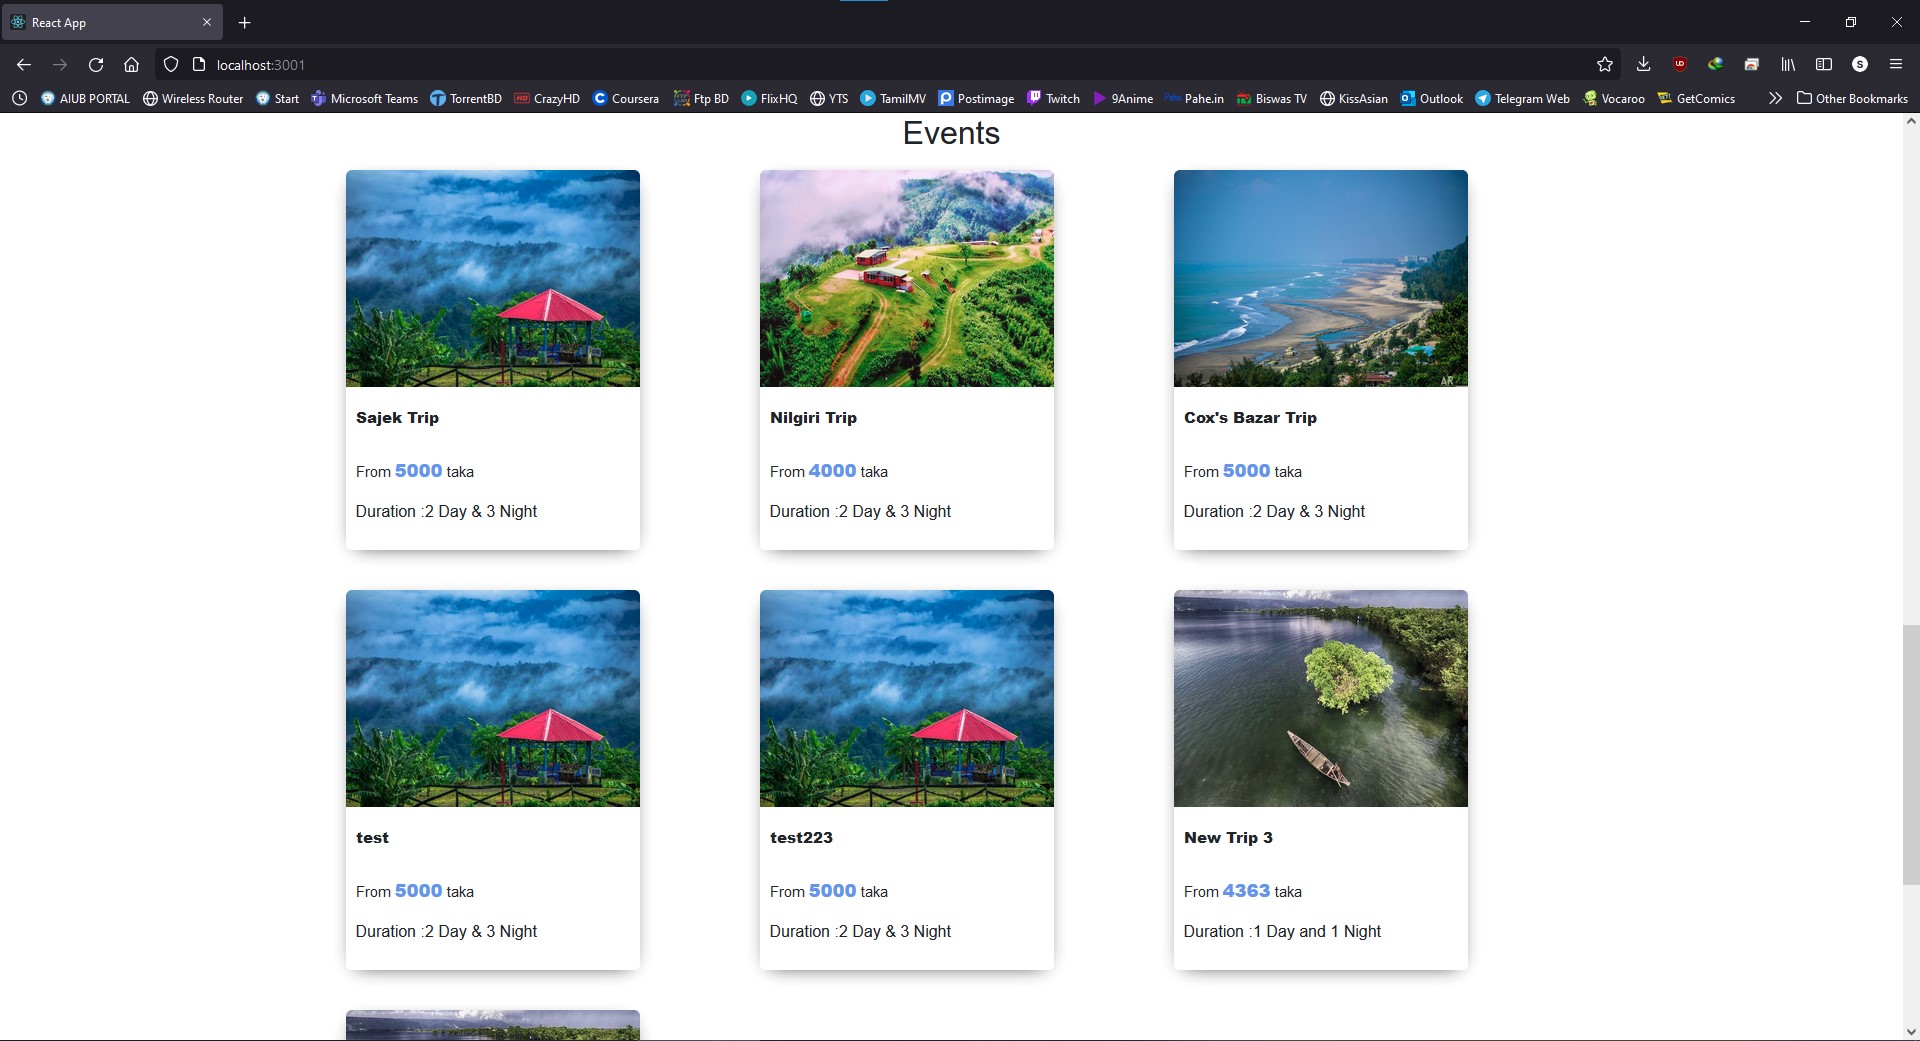 React App
localhost:3001
AIUB PORTAL Wireless Router Start Microsoft Teams TorrentBD CrazyHD Coursera Ftp BD FlixHQ YTS TamilMV Postimage Twitch 9Anime Pahe.in Biswas TV KissAsian Outlook Telegram Web Vocaroo GetComics Other Bookmarks
Events
Sajek Trip
From 5000 taka
Duration :2 Day & 3 Night
Nilgiri Trip
From 4000 taka
Duration :2 Day & 3 Night
Cox's Bazar Trip
From 5000 taka
Duration :2 Day & 3 Night
test
From 5000 taka
Duration :2 Day & 3 Night
test223
From 5000 taka
Duration :2 Day & 3 Night
New Trip 3
From 4363 taka
Duration :1 Day and 1 Night